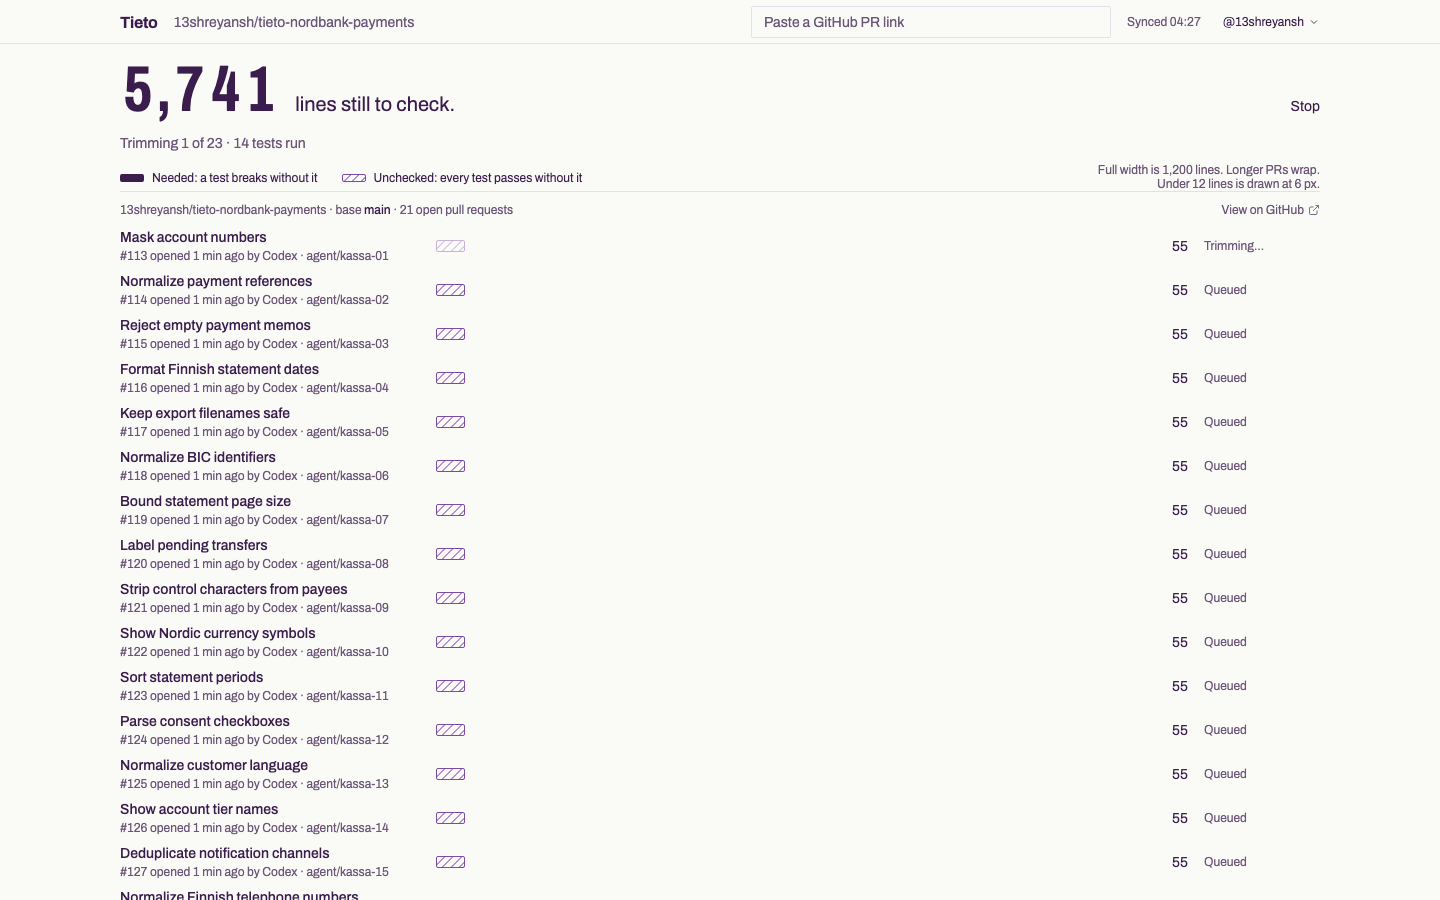 Tieto 13shreyansh/tieto-nordbank-payments Paste a GitHub PR link Synced 04:27 @13shreyansh
5,741 lines still to check. Stop
Trimming 1 of 23 · 14 tests run
Needed: a test breaks without it Unchecked: every test passes without it
Full width is 1,200 lines. Longer PRs wrap.
Under 12 lines is drawn at 6 px.
13shreyansh/tieto-nordbank-payments · base main · 21 open pull requests View on GitHub
Mask account numbers
#113 opened 1 min ago by Codex · agent/kassa-01
55 Trimming...
Normalize payment references
#114 opened 1 min ago by Codex · agent/kassa-02
55 Queued
Reject empty payment memos
#115 opened 1 min ago by Codex · agent/kassa-03
55 Queued
Format Finnish statement dates
#116 opened 1 min ago by Codex · agent/kassa-04
55 Queued
Keep export filenames safe
#117 opened 1 min ago by Codex · agent/kassa-05
55 Queued
Normalize BIC identifiers
#118 opened 1 min ago by Codex · agent/kassa-06
55 Queued
Bound statement page size
#119 opened 1 min ago by Codex · agent/kassa-07
55 Queued
Label pending transfers
#120 opened 1 min ago by Codex · agent/kassa-08
55 Queued
Strip control characters from payees
#121 opened 1 min ago by Codex · agent/kassa-09
55 Queued
Show Nordic currency symbols
#122 opened 1 min ago by Codex · agent/kassa-10
55 Queued
Sort statement periods
#123 opened 1 min ago by Codex · agent/kassa-11
55 Queued
Parse consent checkboxes
#124 opened 1 min ago by Codex · agent/kassa-12
55 Queued
Normalize customer language
#125 opened 1 min ago by Codex · agent/kassa-13
55 Queued
Show account tier names
#126 opened 1 min ago by Codex · agent/kassa-14
55 Queued
Deduplicate notification channels
#127 opened 1 min ago by Codex · agent/kassa-15
55 Queued
Normalize Finnish telephone numbers